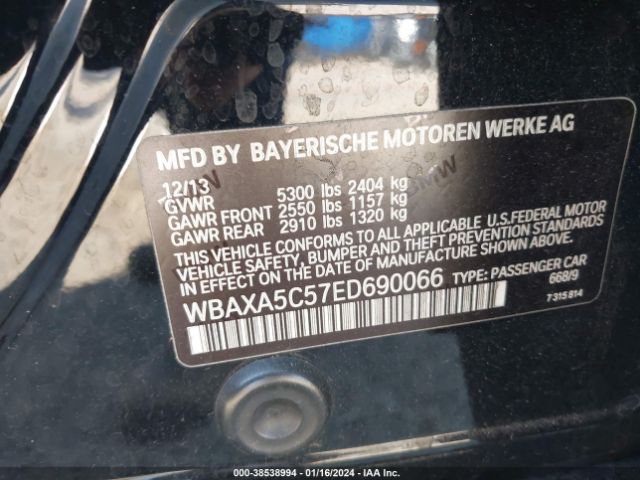 MFD BY BAYERISCHE MOTOREN WERKE AG
12/13
GVWR 5300 lbs 2404 kg
GAWR FRONT 2550 lbs 1157 kg
GAWR REAR 2910 lbs 1320 kg
THIS VEHICLE CONFORMS TO ALL APPLICABLE U.S.FEDERAL MOTOR
VEHICLE SAFETY, BUMPER AND THEFT PREVENTION STANDARDS
IN EFFECT ON THE DATE OF MANUFACTURE SHOWN ABOVE.
WBAXA5C57ED690066 TYPE: PASSENGER CAR
668/9
7 315 814
BMW
000-38538994 - 01/16/2024 - IAA Inc.